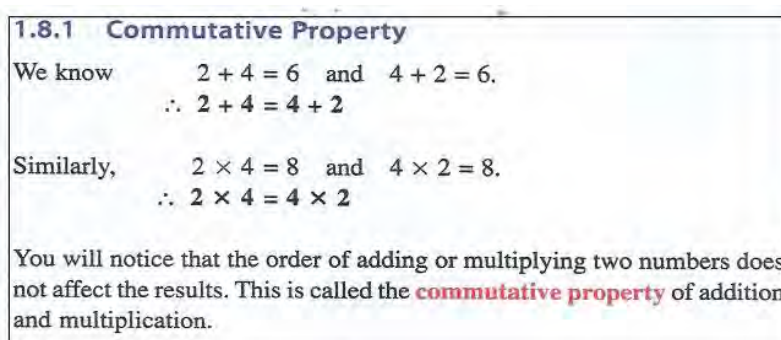 1.8.1 Commutative Property
We know 2 + 4 = 6 and 4 + 2 = 6.
∴ 2 + 4 = 4 + 2
Similarly, 2 × 4 = 8 and 4 × 2 = 8.
∴ 2 × 4 = 4 × 2
You will notice that the order of adding or multiplying two numbers does
not affect the results. This is called the commutative property of addition
and multiplication.